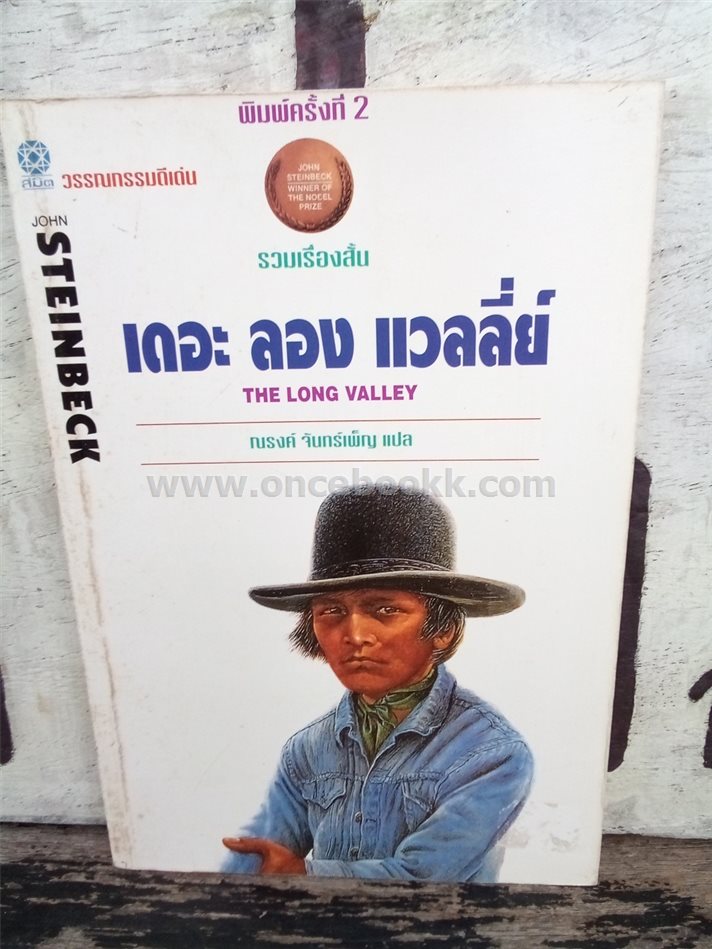 พิมพ์ครั้งที่ 2
สมิต
วรรณกรรมดีเด่น
JOHN
STEINBECK
WINNER OF
THE NOBEL
PRIZE
JOHN STEINBECK
รวมเรื่องสั้น
เดอะ ลอง แวลลี่ย์
THE LONG VALLEY
ณรงค์ จันทร์เพ็ญ แปล
www.oncebookk.com